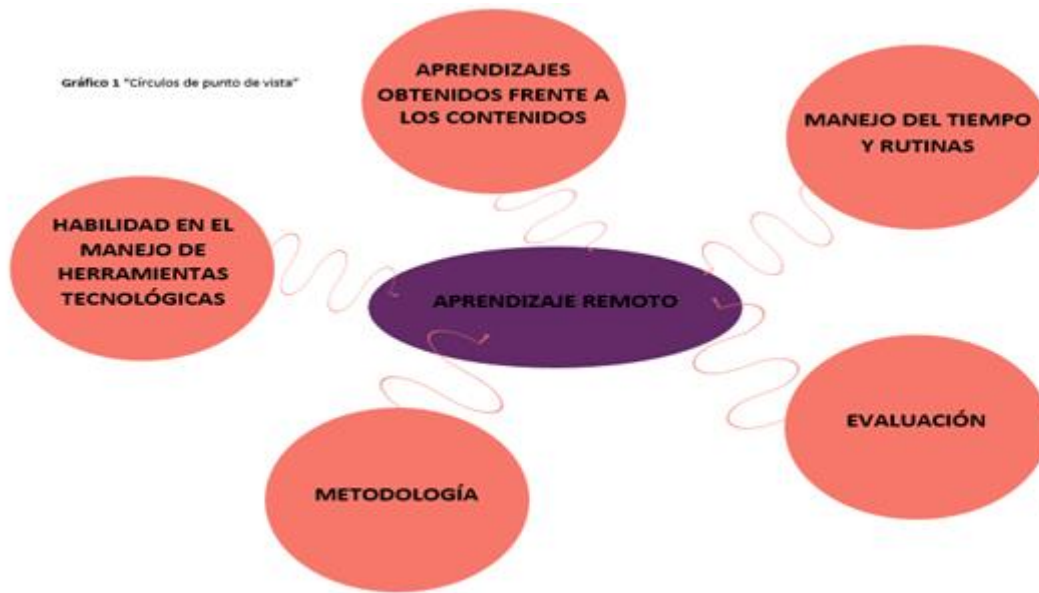 Gráfico 1 "Círculos de punto de vista"
APRENDIZAJES
OBTENIDOS FRENTE A
LOS CONTENIDOS
MANEJO DEL TIEMPO
Y RUTINAS
HABILIDAD EN EL
MANEJO DE
HERRAMIENTAS
TECNOLÓGICAS
APRENDIZAJE REMOTO
EVALUACIÓN
METODOLOGÍA